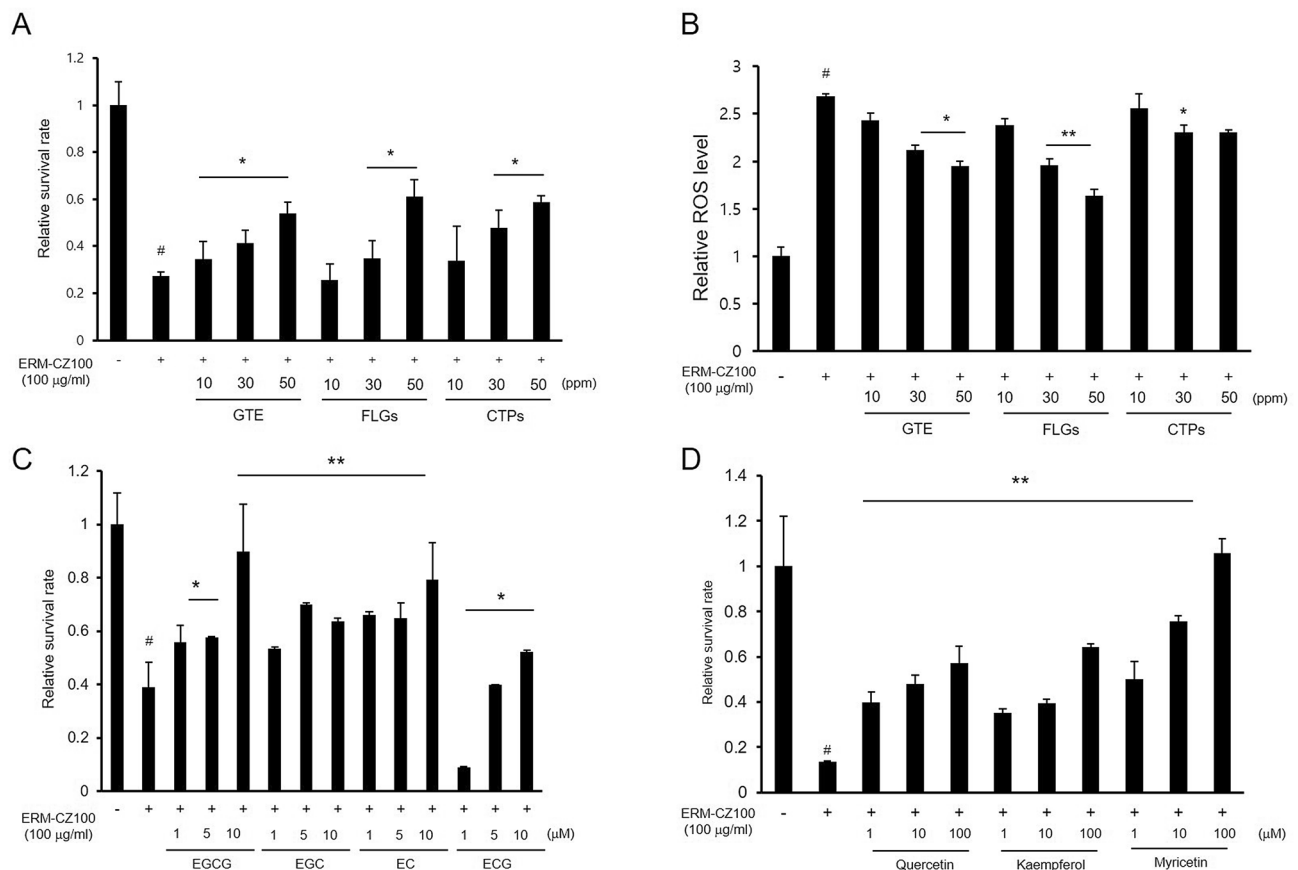 A
1.2
1
0.8
0.6
0.4
0.2
0
Relative survival rate
#
*
*
*
ERM-CZ100
(100 μg/ml)
- + + + + + + + + + +
10 30 50 10 30 50 10 30 50 (ppm)
GTE FLGs CTPs
B
3
2.5
2
1.5
1
0.5
0
Relative ROS level
#
*
**
*
ERM-CZ100
(100 μg/ml)
- + + + + + + + + + +
10 30 50 10 30 50 10 30 50 (ppm)
GTE FLGs CTPs
C
1.2
1
0.8
0.6
0.4
0.2
0
Relative survival rate
#
*
**
*
ERM-CZ100
(100 μg/ml)
- + + + + + + + + + + + + +
1 5 10 1 5 10 1 5 10 1 5 10 (μM)
EGCG EGC EC ECG
D
1.4
1.2
1
0.8
0.6
0.4
0.2
0
Relative survival rate
#
**
ERM-CZ100
(100 μg/ml)
- + + + + + + + + + +
1 10 100 1 10 100 1 10 100 (μM)
Quercetin Kaempferol Myricetin